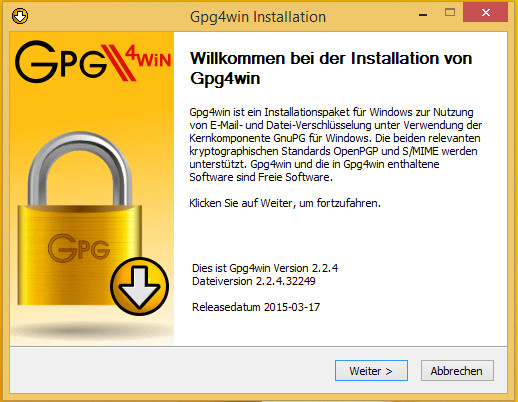 Gpg4win Installation
GPG4WiN
Willkommen bei der Installation von
Gpg4win
Gpg4win ist ein Installationspaket für Windows zur Nutzung
von E-Mail- und Datei-Verschlüsselung unter Verwendung der
Kernkomponente GnuPG für Windows. Die beiden relevanten
kryptographischen Standards OpenPGP und S/MIME werden
unterstützt. Gpg4win und die in Gpg4win enthaltene
Software sind Freie Software.
Klicken Sie auf Weiter, um fortzufahren.
GPG
Dies ist Gpg4win Version 2.2.4
Dateiversion 2.2.4.32249
Releasedatum 2015-03-17
Weiter >
Abbrechen